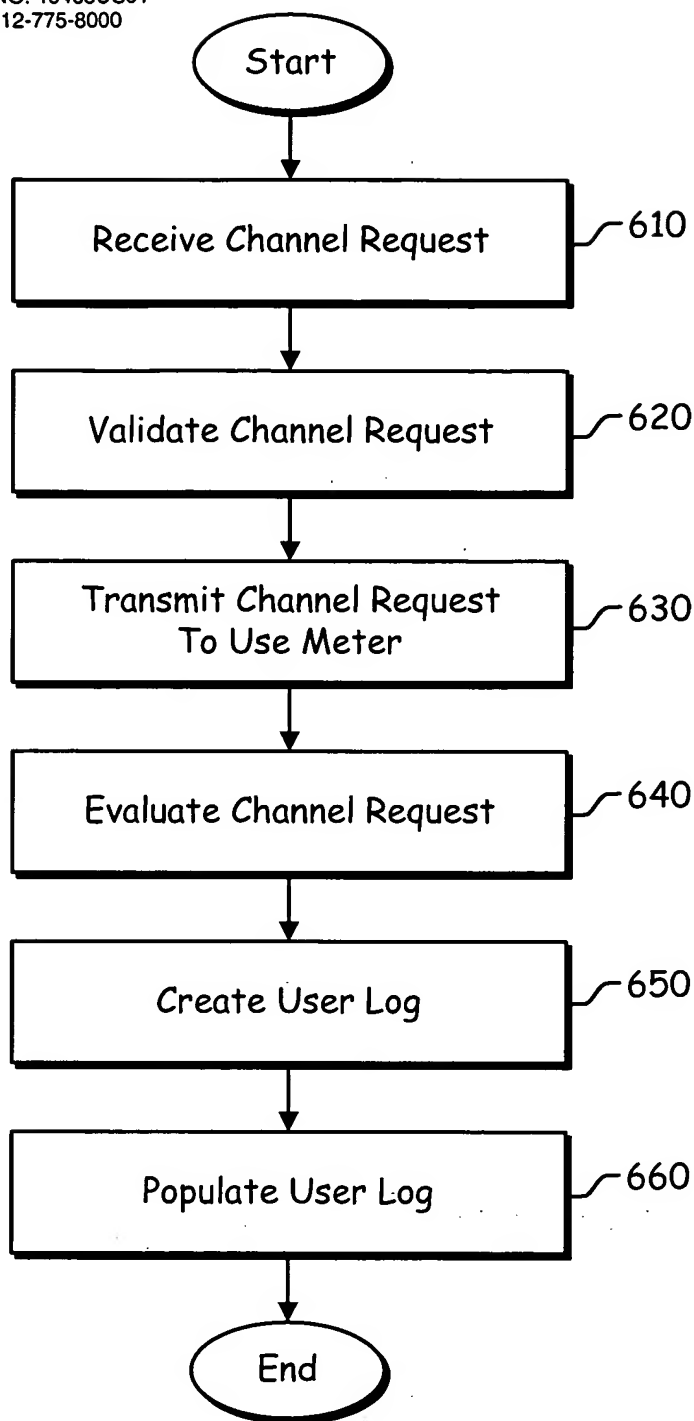 12-775-8000
Start
Receive Channel Request
610
Validate Channel Request
620
Transmit Channel Request
To Use Meter
630
Evaluate Channel Request
640
Create User Log
650
Populate User Log
660
End